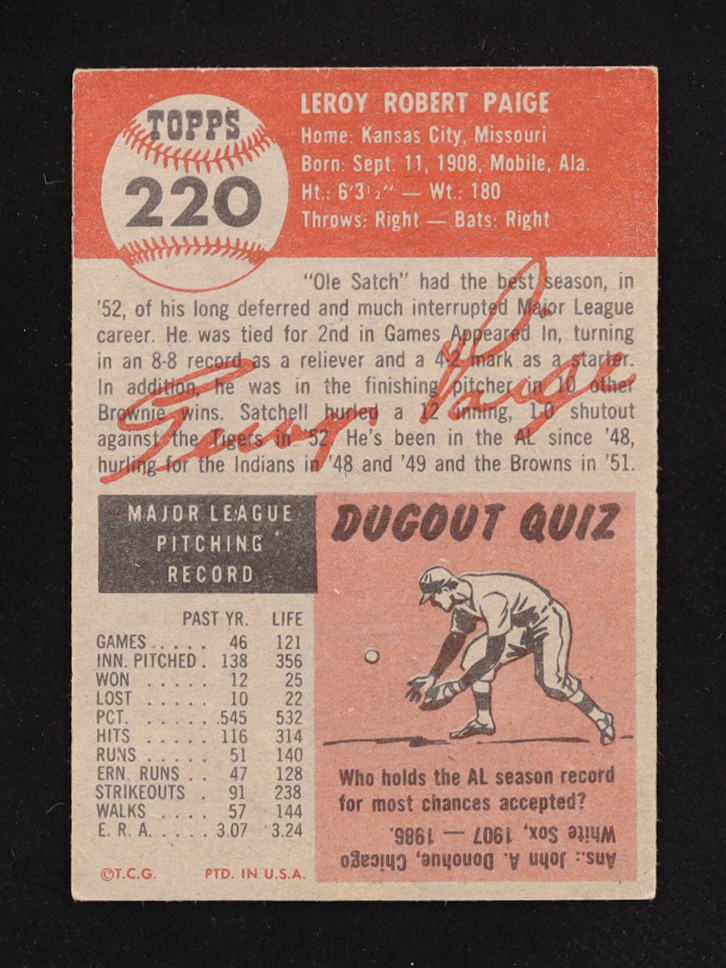 TOPPS
220
LEROY ROBERT PAIGE
Home: Kansas City, Missouri
Born: Sept. 11, 1908, Mobile, Ala.
Ht.: 6'3½" — Wt.: 180
Throws: Right — Bats: Right
"Ole Satch" had the best season, in
'52, of his long deferred and much interrupted Major League
career. He was tied for 2nd in Games Appeared In, turning
in an 8-8 record as a reliever and a 4-2 mark as a starter.
In addition, he was in the finishing pitcher in 10 other
Brownie wins. Satchell hurled a 12 inning, 1-0 shutout
against the Tigers in '52. He's been in the AL since '48,
hurling for the Indians in '48 and '49 and the Browns in '51.
Paige
MAJOR LEAGUE
PITCHING
RECORD
PAST YR. LIFE
GAMES . . . . . 46 121
INN. PITCHED . 138 356
WON . . . . . 12 25
LOST . . . . . 10 22
PCT. . . . . . .545 532
HITS . . . . . 116 314
RUNS . . . . . 51 140
ERN. RUNS . . 47 128
STRIKEOUTS . 91 238
WALKS . . . . 57 144
E. R. A. . . . . 3.07 3.24
©T.C.G. PTD. IN U.S.A.
DUGOUT QUIZ
Who holds the AL season record
for most chances accepted?
Ans.: John A. Donohue, Chicago
White Sox, 1907 — 1986.